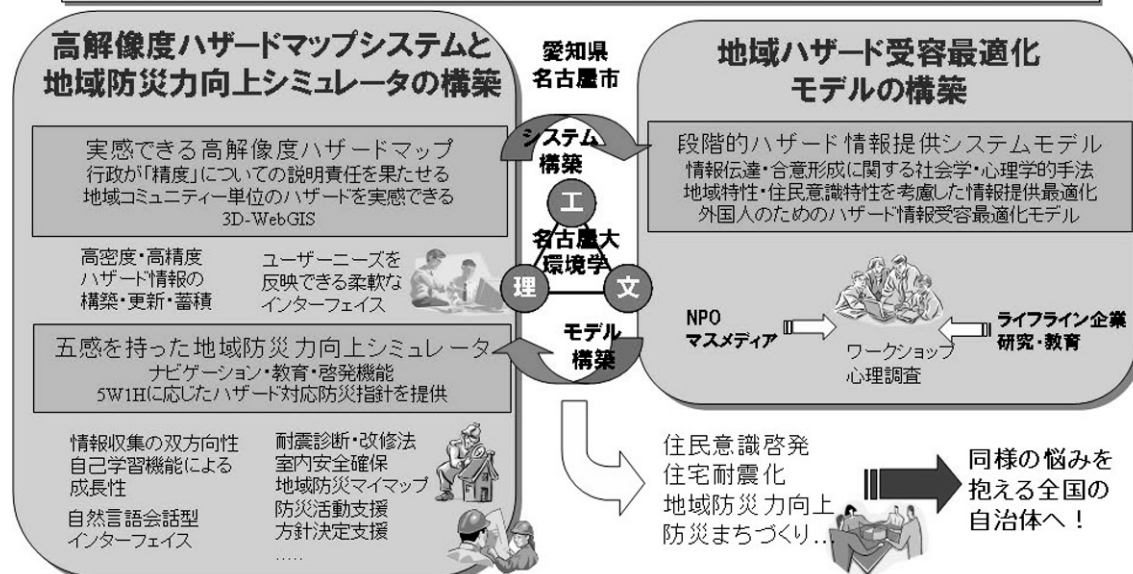 高解像度ハザードマップシステムと
地域防災力向上シミュレータの構築
実感できる高解像度ハザードマップ
行政が「精度」についての説明責任を果たせる
地域コミュニティー単位のハザードを実感できる
3D-WebGIS
高密度・高精度
ハザード情報の
構築・更新・蓄積
ユーザーニーズを
反映できる柔軟な
インターフェイス
五感を持った地域防災力向上シミュレータ
ナビゲーション・教育・啓発機能
5W1Hに応じたハザード対応防災指針を提供
情報収集の双方向性
自己学習機能による
成長性
自然言語会話型
インターフェイス
耐震診断・改修法
室内安全確保
地域防災マイマップ
防災活動支援
方針決定支援
.....
愛知県
名古屋市
システム
構築
工
名古屋大
環境学
理
文
モデル
構築
地域ハザード受容最適化
モデルの構築
段階的ハザード情報提供システムモデル
情報伝達・合意形成に関する社会学・心理学的手法
地域特性・住民意識特性を考慮した情報提供最適化
外国人のためのハザード情報受容最適化モデル
NPO
マスメディア
ワークショップ
心理調査
ライフライン企業
研究・教育
住民意識啓発
住宅耐震化
地域防災力向上
防災まちづくり...
同様の悩みを
抱える全国の
自治体へ！